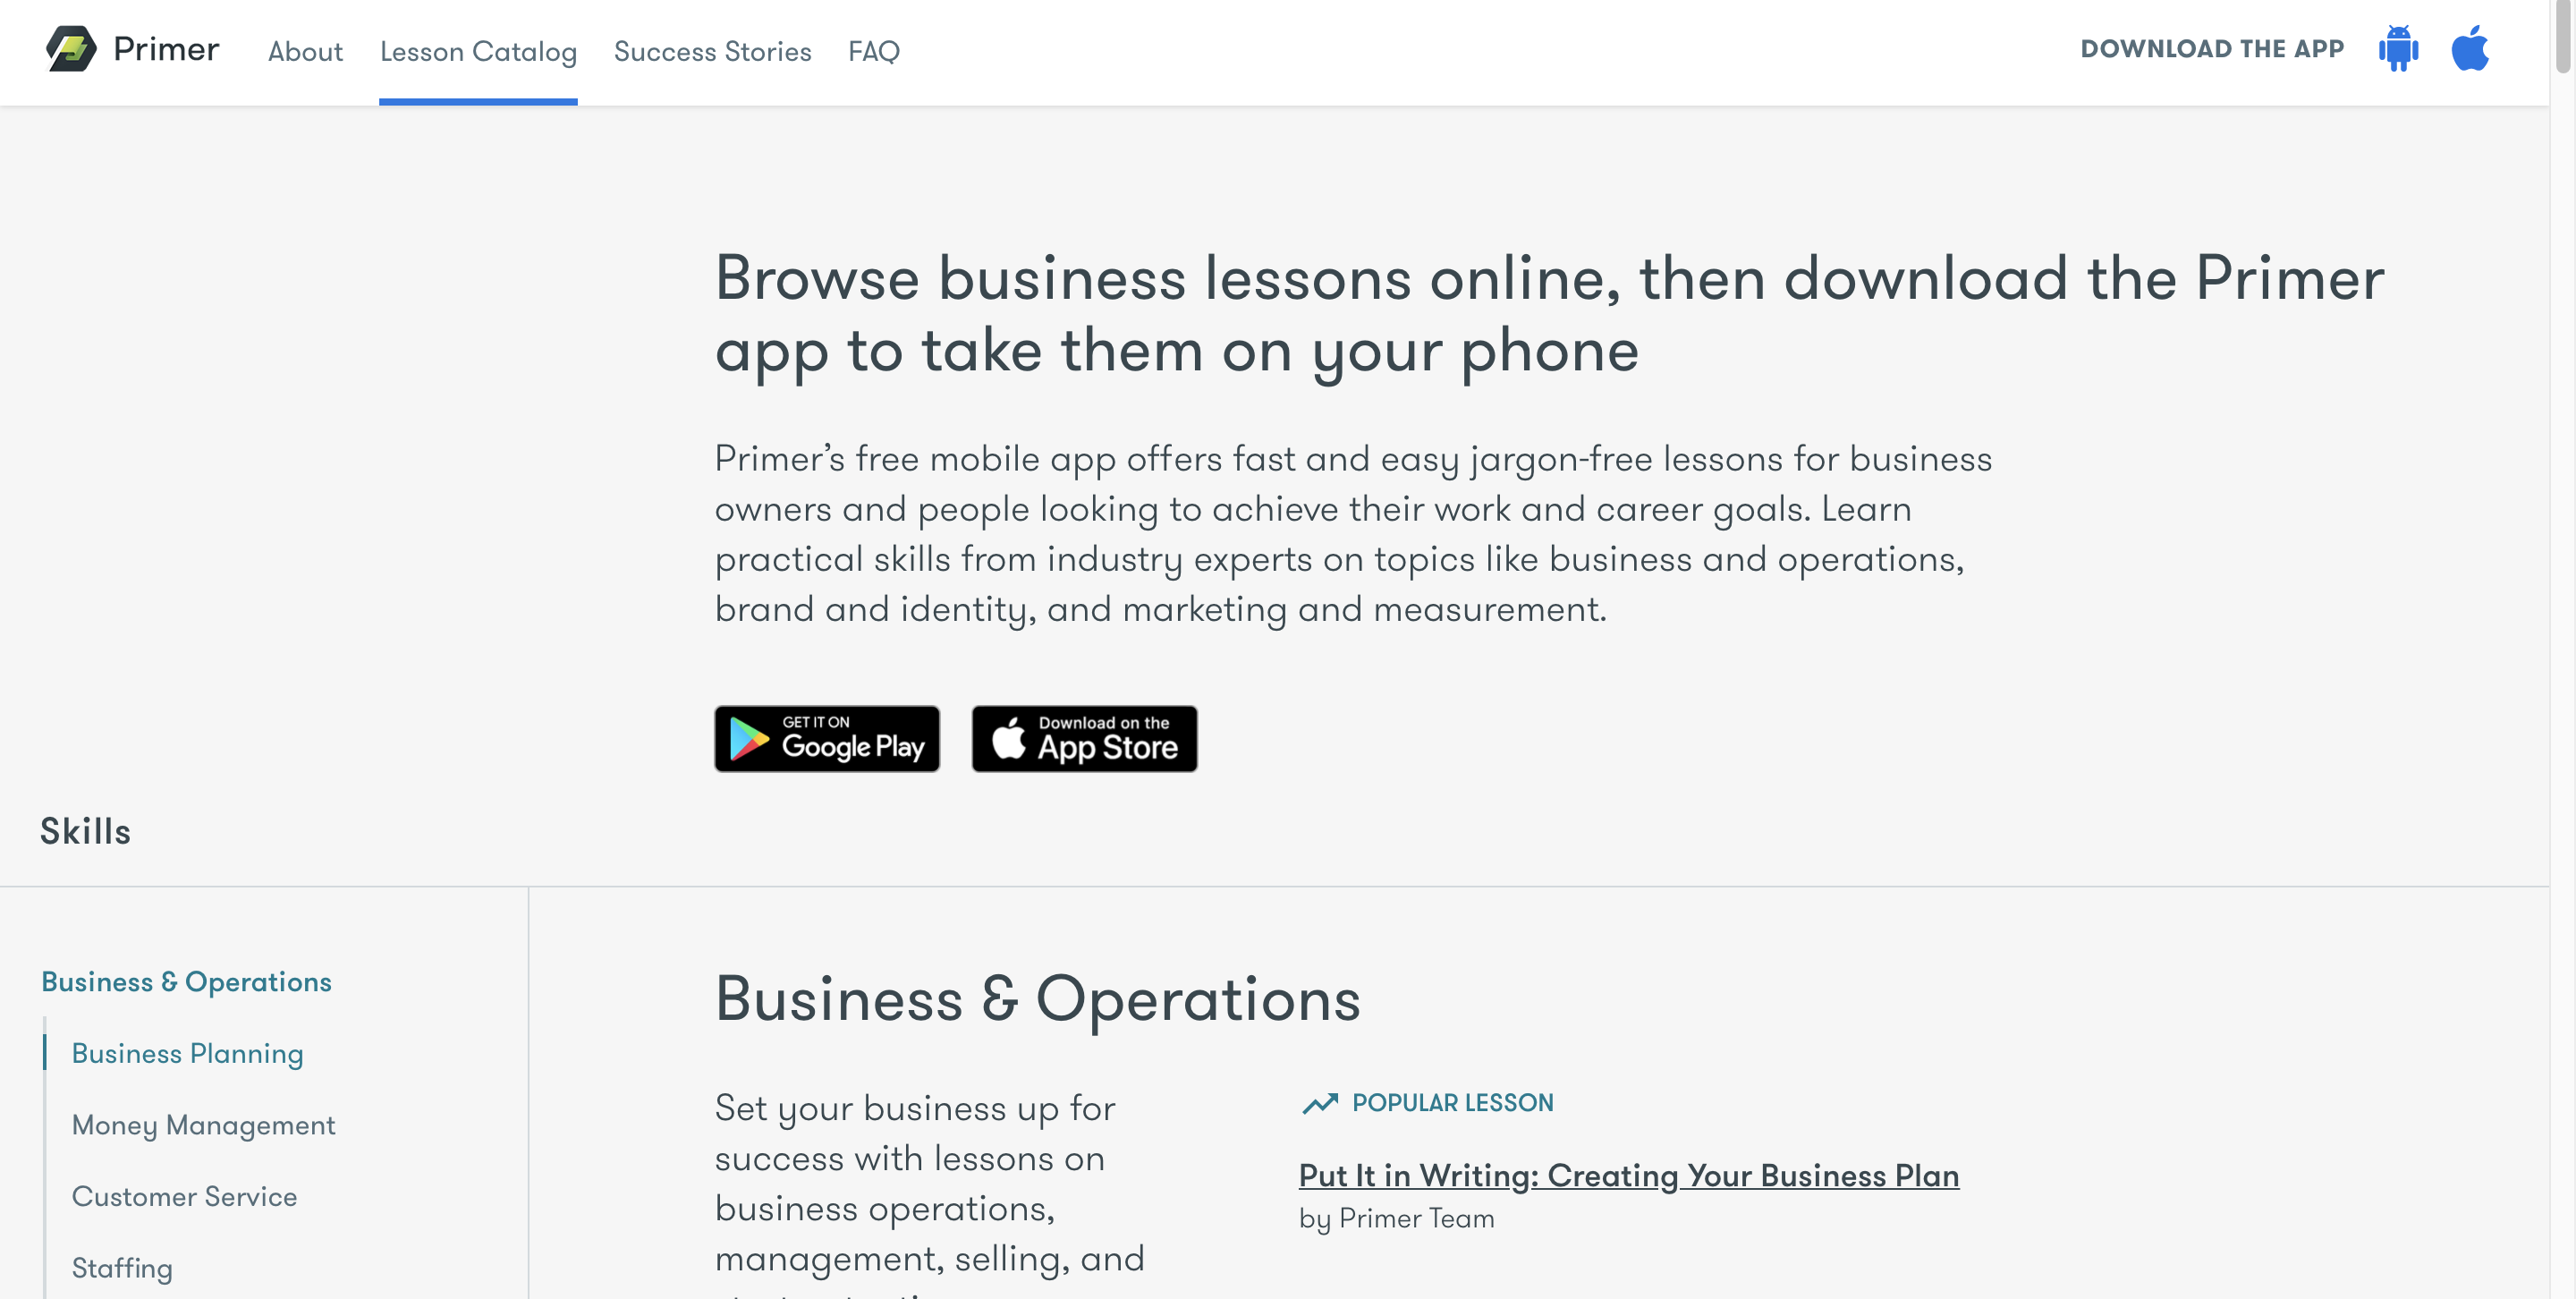 Primer
About
Lesson Catalog
Success Stories
FAQ
DOWNLOAD THE APP
Browse business lessons online, then download the Primer
app to take them on your phone
Primer’s free mobile app offers fast and easy jargon-free lessons for business
owners and people looking to achieve their work and career goals. Learn
practical skills from industry experts on topics like business and operations,
brand and identity, and marketing and measurement.
GET IT ON
Google Play
Download on the
App Store
Skills
Business & Operations
Business Planning
Money Management
Customer Service
Staffing
Business & Operations
Set your business up for
success with lessons on
business operations,
management, selling, and
POPULAR LESSON
Put It in Writing: Creating Your Business Plan
by Primer Team